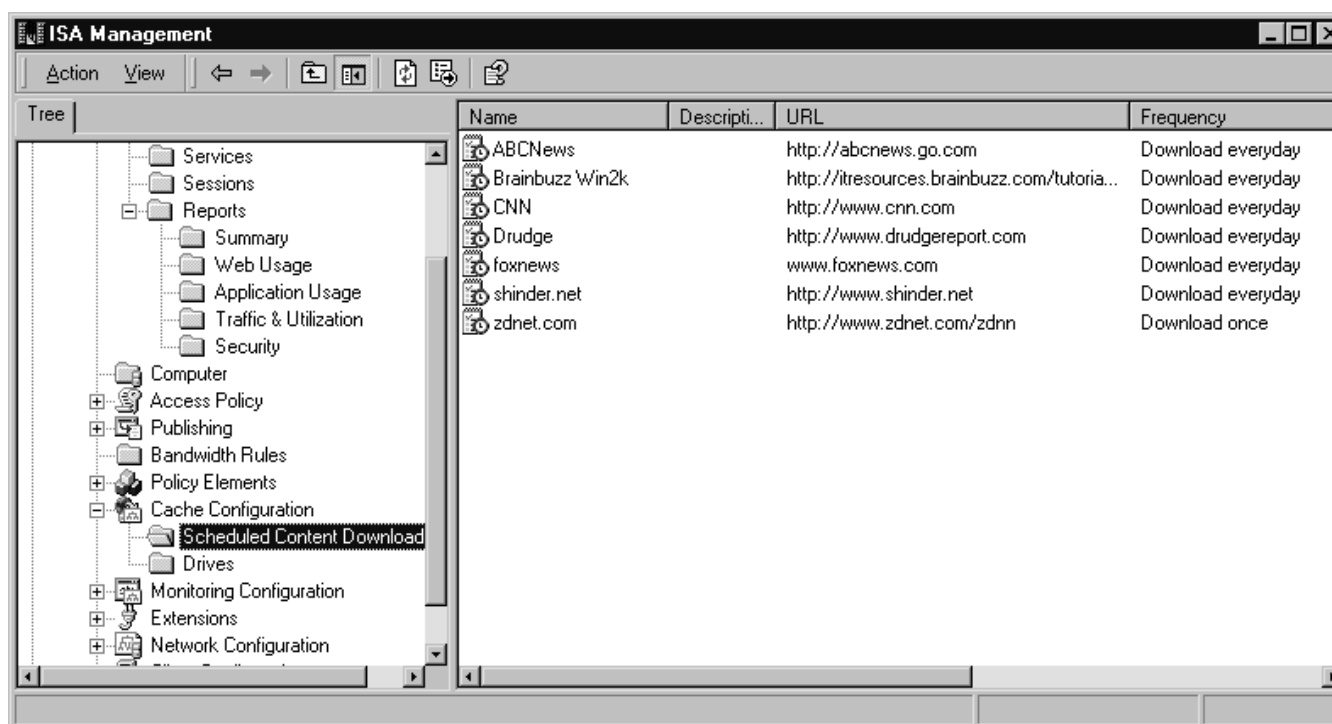 ISA Management
Action View
Tree
Services
Sessions
Reports
Summary
Web Usage
Application Usage
Traffic & Utilization
Security
Computer
Access Policy
Publishing
Bandwidth Rules
Policy Elements
Cache Configuration
Scheduled Content Download
Drives
Monitoring Configuration
Extensions
Network Configuration
Name Descripti... URL Frequency
ABCNews http://abcnews.go.com Download everyday
Brainbuzz Win2k http://itresources.brainbuzz.com/tutoria... Download everyday
CNN http://www.cnn.com Download everyday
Drudge http://www.drudgereport.com Download everyday
foxnews www.foxnews.com Download everyday
shinder.net http://www.shinder.net Download everyday
zdnet.com http://www.zdnet.com/zdnn Download once